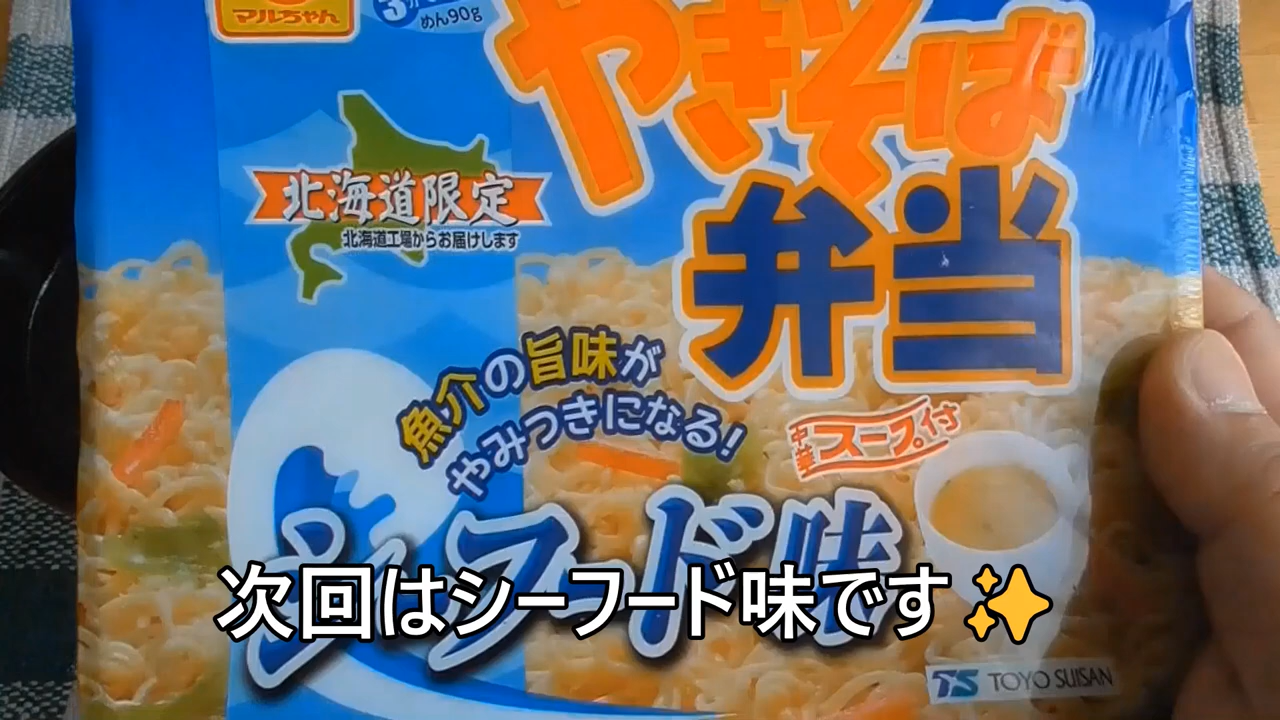 マルちゃん
めん90g
やきそば
弁当
北海道限定
北海道工場からお届けします
魚介の旨味が
やみつきになる!
中華スープ付
シーフード味
次回はシーフード味です✨
TS TOYO SUISAN